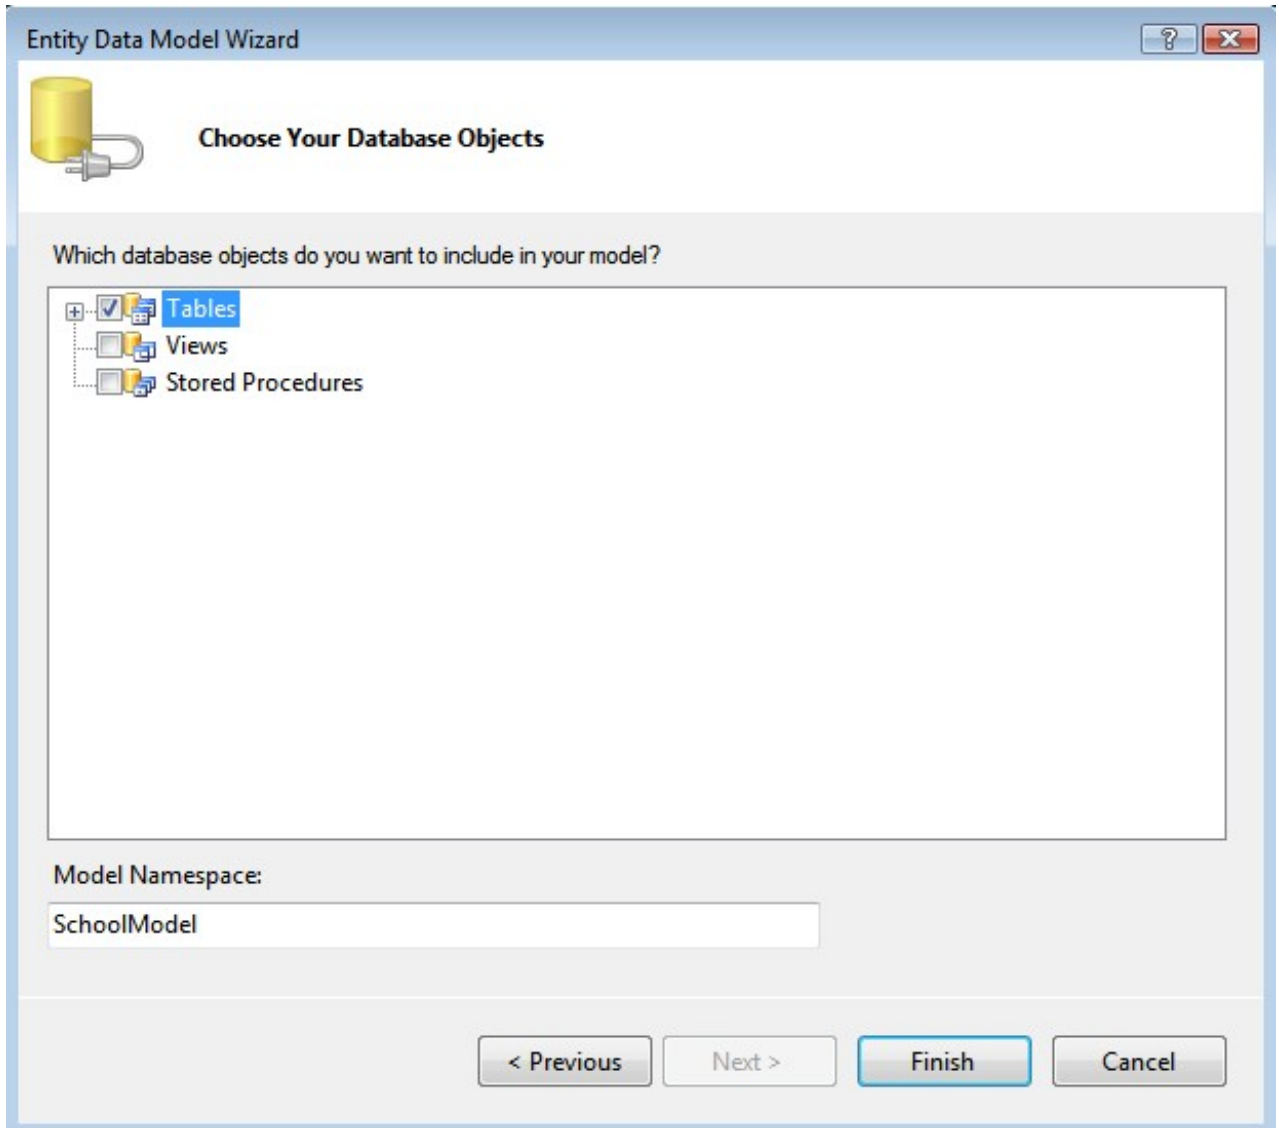 Entity Data Model Wizard
Choose Your Database Objects
Which database objects do you want to include in your model?
Tables
Views
Stored Procedures
Model Namespace:
SchoolModel
< Previous
Next >
Finish
Cancel